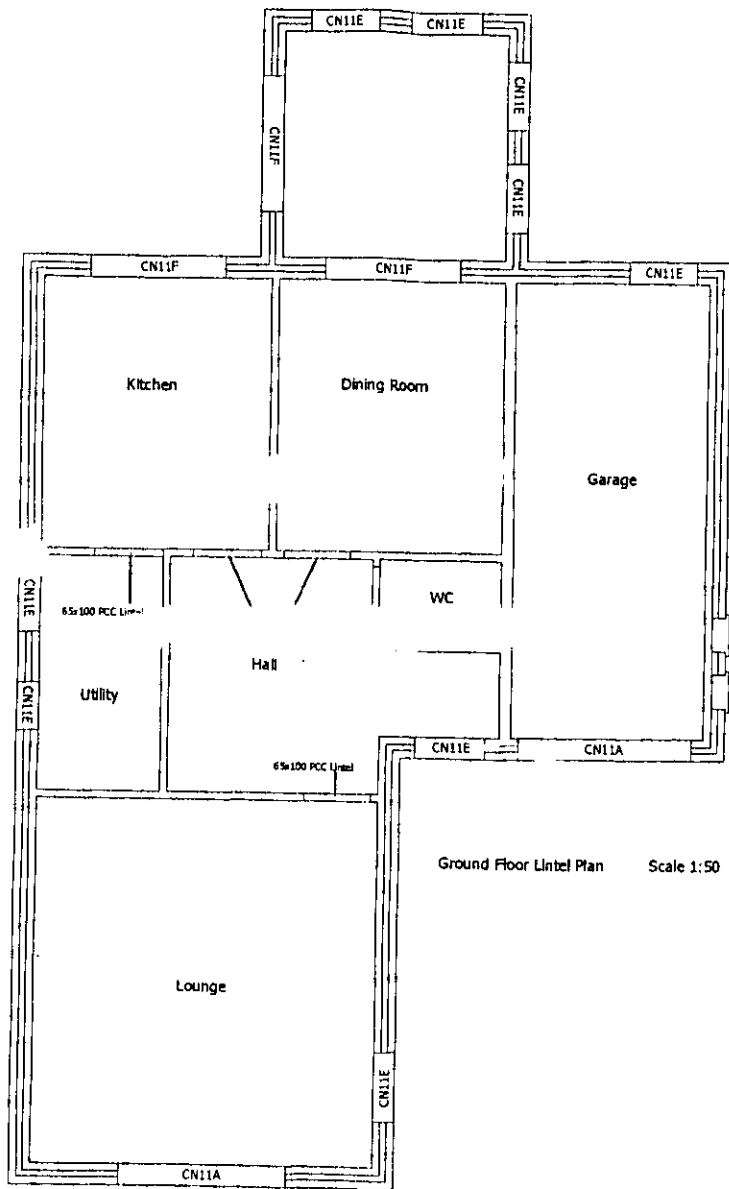 CN11E
CN11E
CN11E
CN11F
CN11E
CN11F
CN11F
CN11E
Kitchen
Dining Room
Garage
65x100 PCC Lintel
CN11E
WC
Hall
CN11E
Utility
CN11E
CN11A
65x100 PCC Lintel
Ground Floor Lintel Plan Scale 1:50
Lounge
CN11E
CN11A